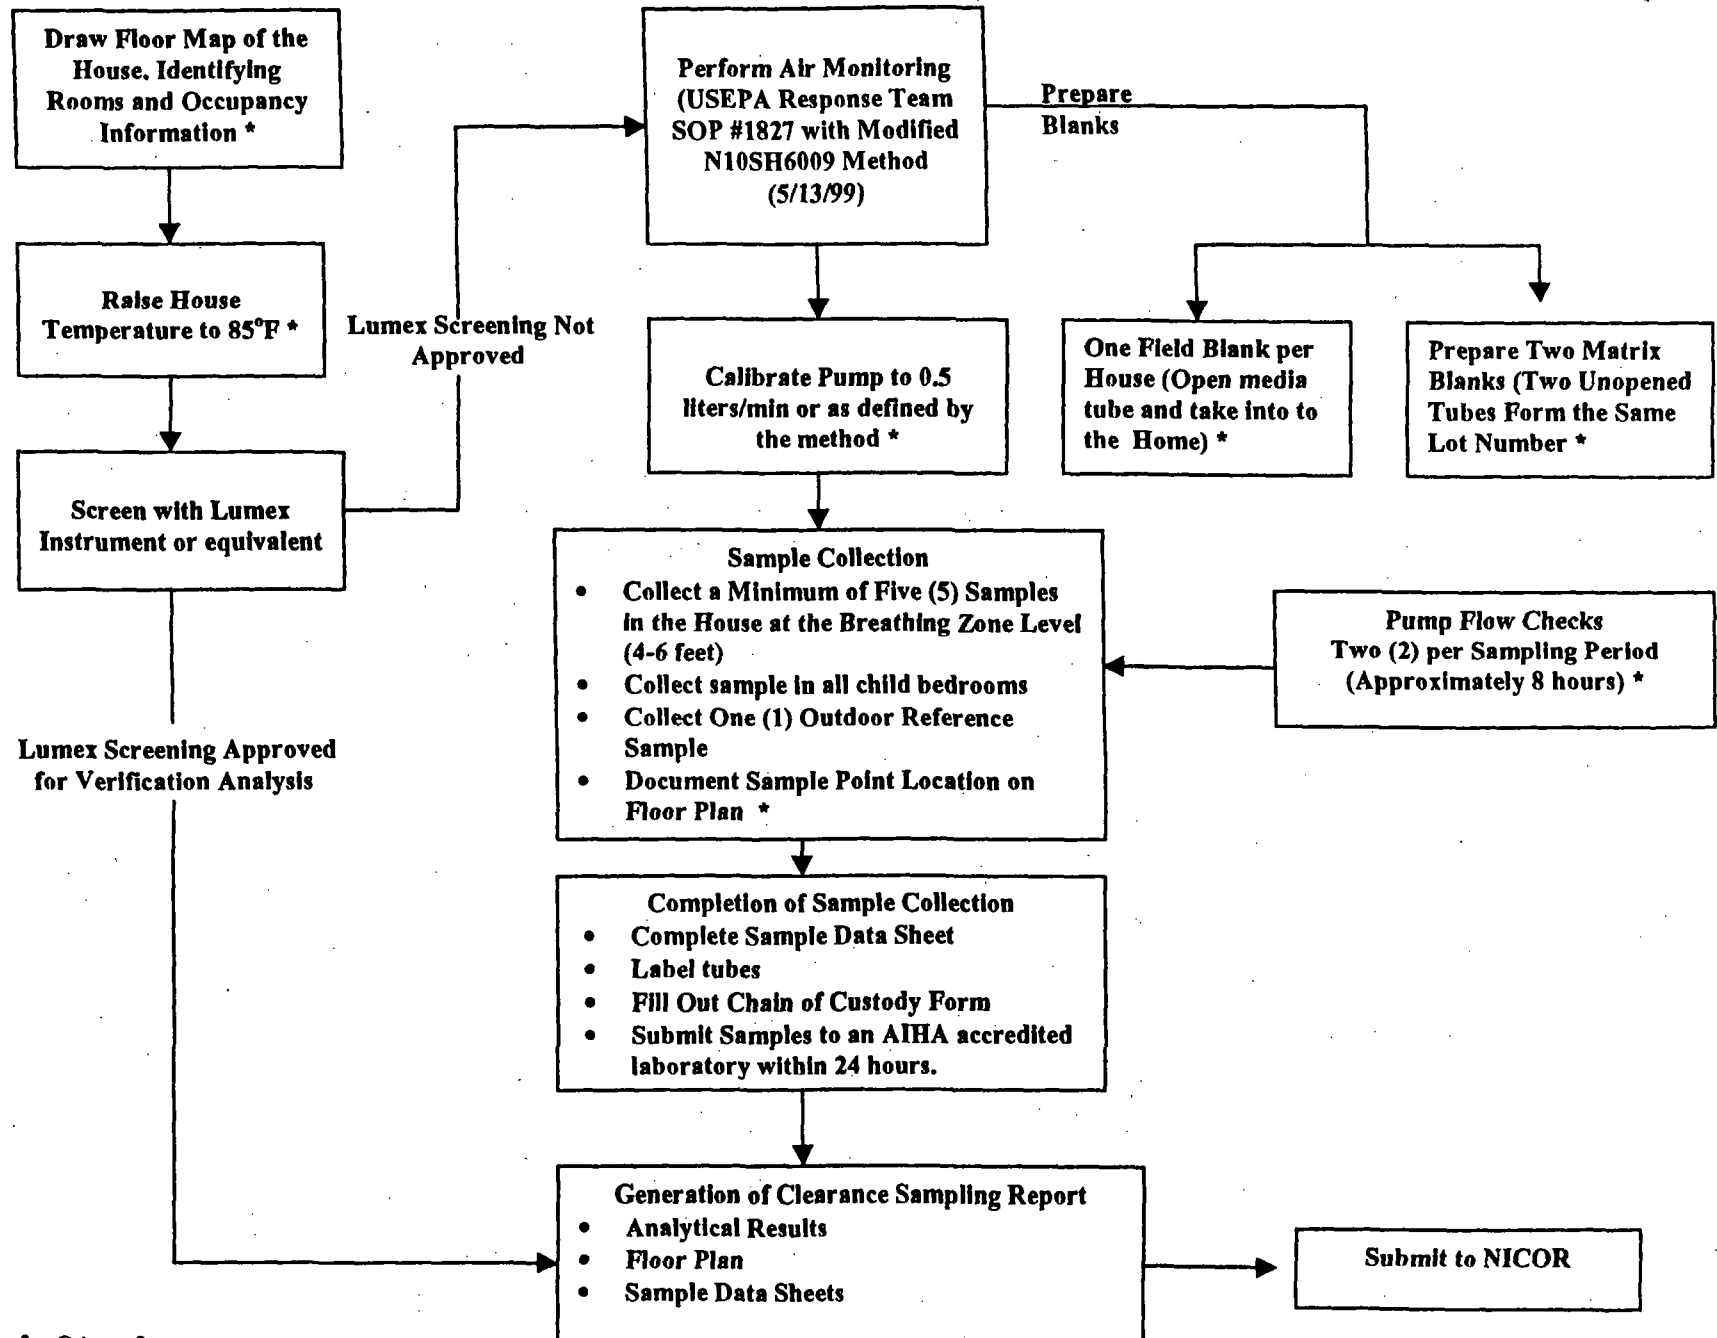 Draw Floor Map of the
House. Identifying
Rooms and Occupancy
Information *
Raise House
Temperature to 85°F *
Screen with Lumex
Instrument or equivalent
Lumex Screening Not
Approved
Lumex Screening Approved
for Verification Analysis
Perform Air Monitoring
(USEPA Response Team
SOP #1827 with Modified
N10SH6009 Method
(5/13/99)
Prepare
Blanks
One Field Blank per
House (Open media
tube and take into to
the Home) *
Prepare Two Matrix
Blanks (Two Unopened
Tubes Form the Same
Lot Number *
Calibrate Pump to 0.5
liters/min or as defined by
the method *
Sample Collection
• Collect a Minimum of Five (5) Samples
in the House at the Breathing Zone Level
(4-6 feet)
• Collect sample in all child bedrooms
• Collect One (1) Outdoor Reference
Sample
• Document Sample Point Location on
Floor Plan *
Pump Flow Checks
Two (2) per Sampling Period
(Approximately 8 hours) *
Completion of Sample Collection
• Complete Sample Data Sheet
• Label tubes
• Fill Out Chain of Custody Form
• Submit Samples to an AIHA accredited
laboratory within 24 hours.
Generation of Clearance Sampling Report
• Analytical Results
• Floor Plan
• Sample Data Sheets
Submit to NICOR